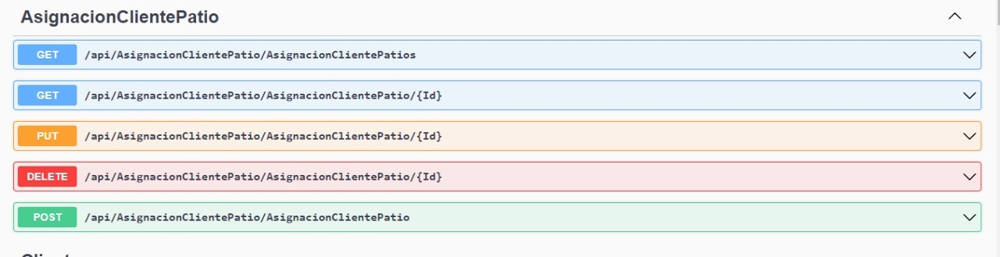 AsignacionClientePatio
GET /api/AsignacionClientePatio/AsignacionClientePatios
GET /api/AsignacionClientePatio/AsignacionClientePatio/{Id}
PUT /api/AsignacionClientePatio/AsignacionClientePatio/{Id}
DELETE /api/AsignacionClientePatio/AsignacionClientePatio/{Id}
POST /api/AsignacionClientePatio/AsignacionClientePatio